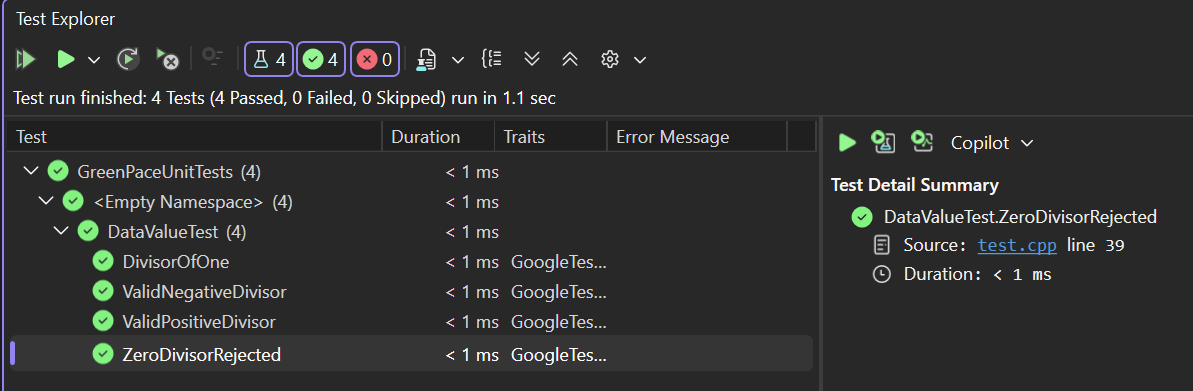 Test Explorer
4 4 0
Test run finished: 4 Tests (4 Passed, 0 Failed, 0 Skipped) run in 1.1 sec
Test Duration Traits Error Message
GreenPaceUnitTests (4) < 1 ms
<Empty Namespace> (4) < 1 ms
DataValueTest (4) < 1 ms
DivisorOfOne < 1 ms GoogleTes...
ValidNegativeDivisor < 1 ms GoogleTes...
ValidPositiveDivisor < 1 ms GoogleTes...
ZeroDivisorRejected < 1 ms GoogleTes...
Copilot
Test Detail Summary
DataValueTest.ZeroDivisorRejected
Source: test.cpp line 39
Duration: < 1 ms